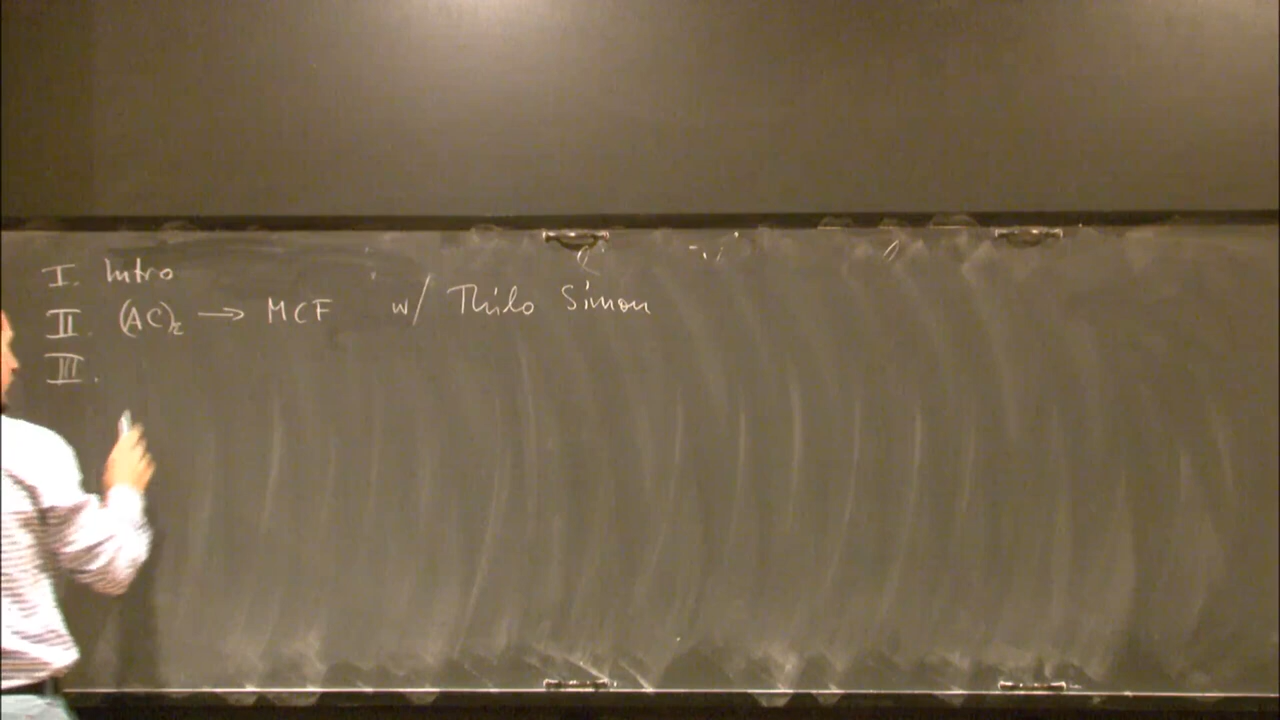 I. Intro
II. (AC)ε → MCF w/ Thilo Simon
III.